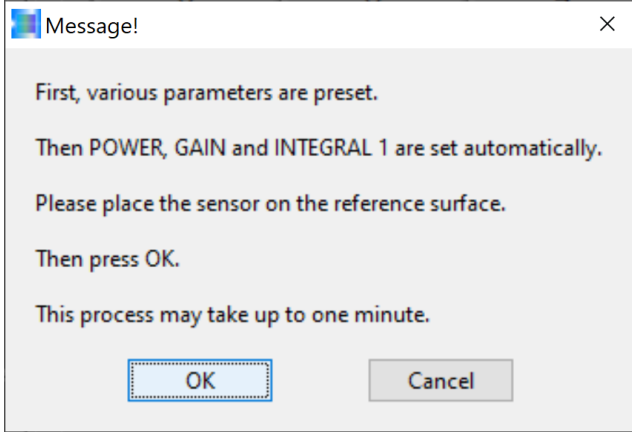 Message!
First, various parameters are preset.
Then POWER, GAIN and INTEGRAL 1 are set automatically.
Please place the sensor on the reference surface.
Then press OK.
This process may take up to one minute.
OK
Cancel